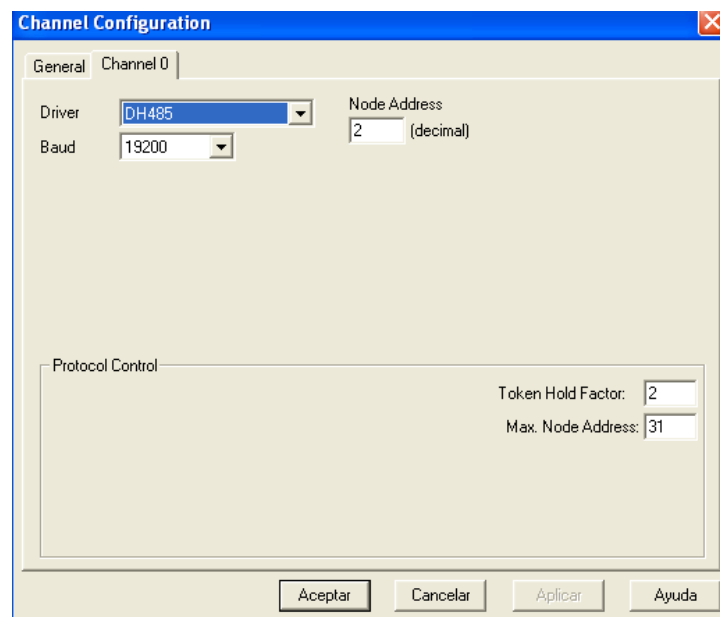 Channel Configuration
General Channel 0
Driver DH485 Node Address
2 (decimal)
Baud 19200
Protocol Control
Token Hold Factor: 2
Max. Node Address: 31
Aceptar Cancelar Aplicar Ayuda